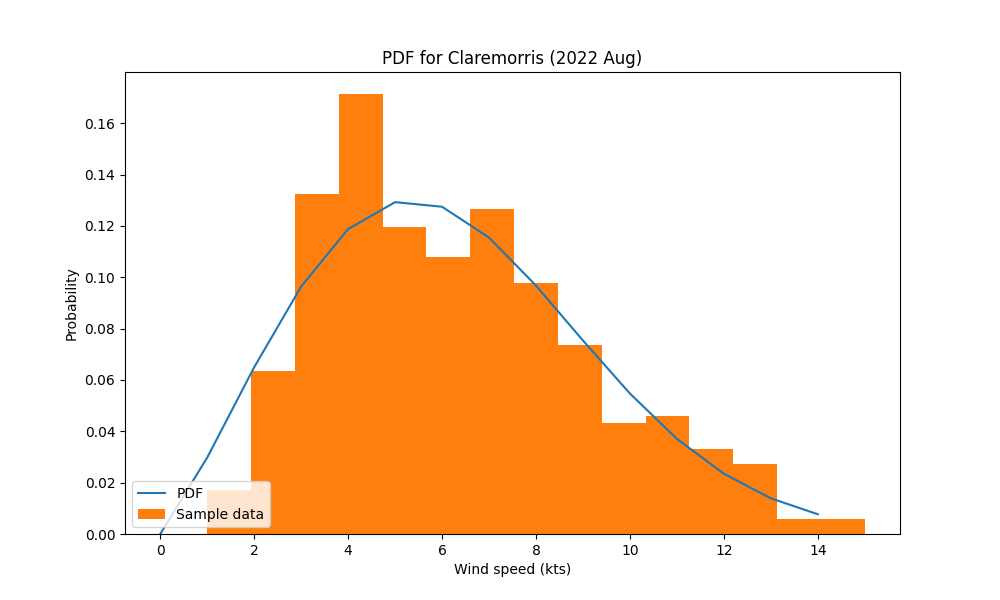 PDF for Claremorris (2022 Aug)
Probability
0.16
0.14
0.12
0.10
0.08
0.06
0.04
0.02
0.00
PDF
Sample data
0 2 4 6 8 10 12 14
Wind speed (kts)